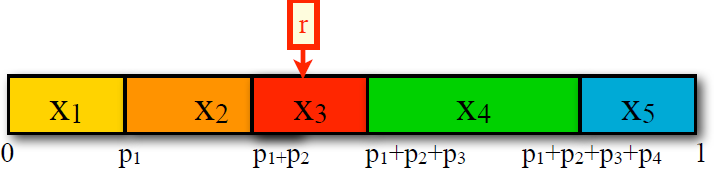 r
x₁ x₂ x₃ x₄ x₅
0 p₁ p₁₊p₂ p₁+p₂+p₃ p₁+p₂+p₃+p₄ 1